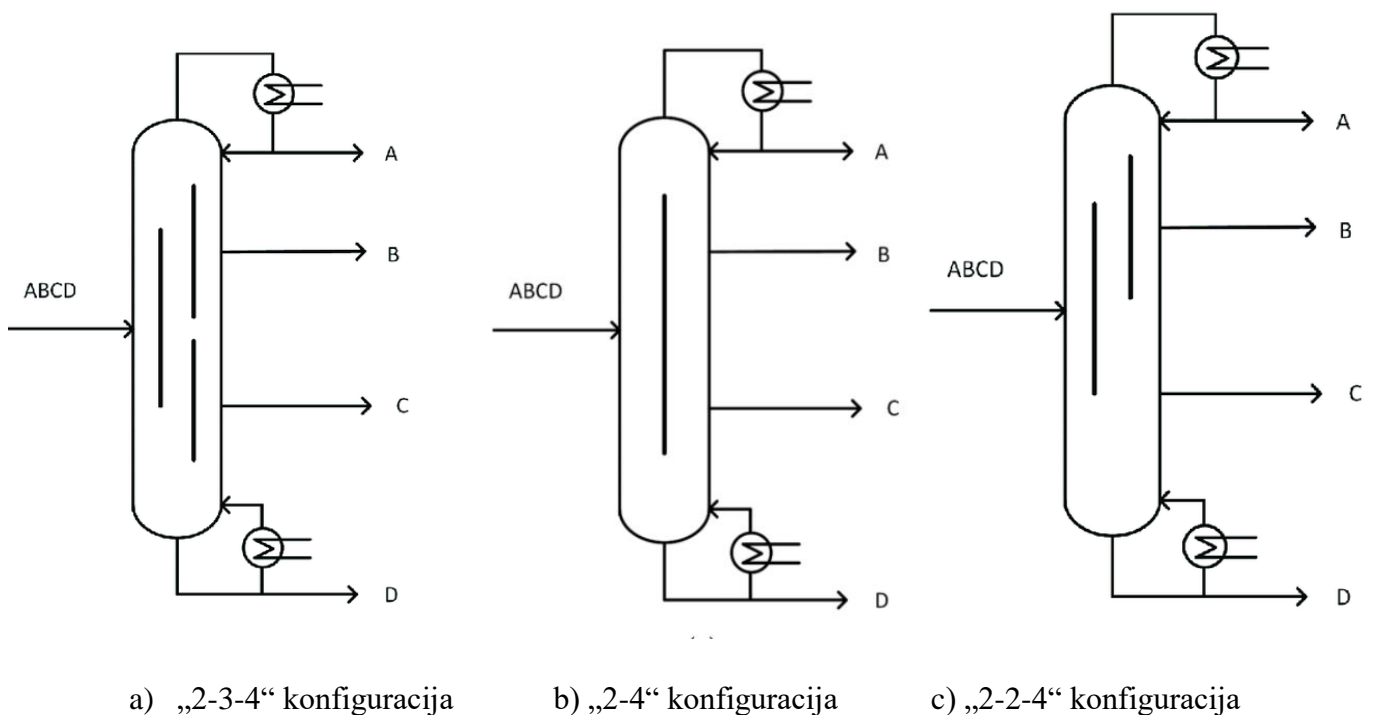 A
B
ABCD
C
D
A
B
ABCD
C
D
A
B
ABCD
C
D
a) „2-3-4“ konfiguracija
b) „2-4“ konfiguracija
c) „2-2-4“ konfiguracija